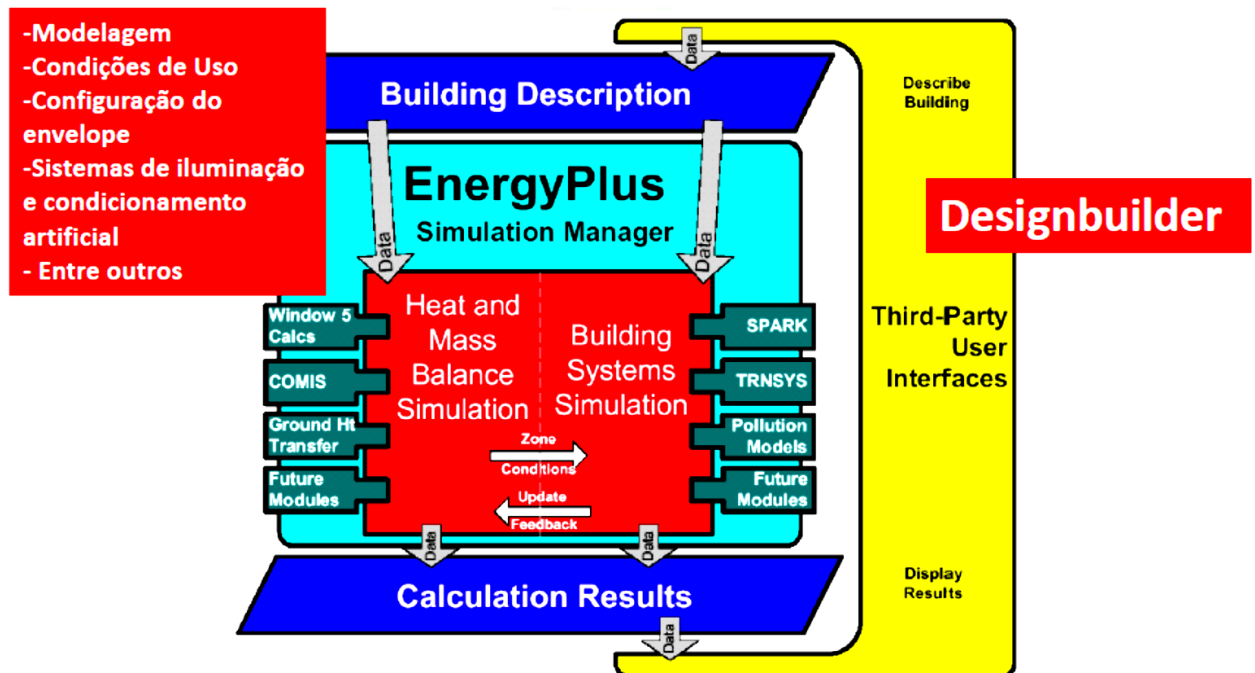 -Modelagem
-Condições de Uso
-Configuração do
envelope
-Sistemas de iluminação
e condicionamento
artificial
- Entre outros
Data
Building Description
Describe
Building
EnergyPlus
Simulation Manager
Data
Data
Designbuilder
Window 5
Calcs
COMIS
Ground Ht
Transfer
Future
Modules
Heat and
Mass
Balance
Simulation
Building
Systems
Simulation
Zone
Conditions
Update
Feedback
SPARK
TRNSYS
Pollution
Models
Future
Modules
Third-Party
User
Interfaces
Data
Data
Calculation Results
Display
Results
Data